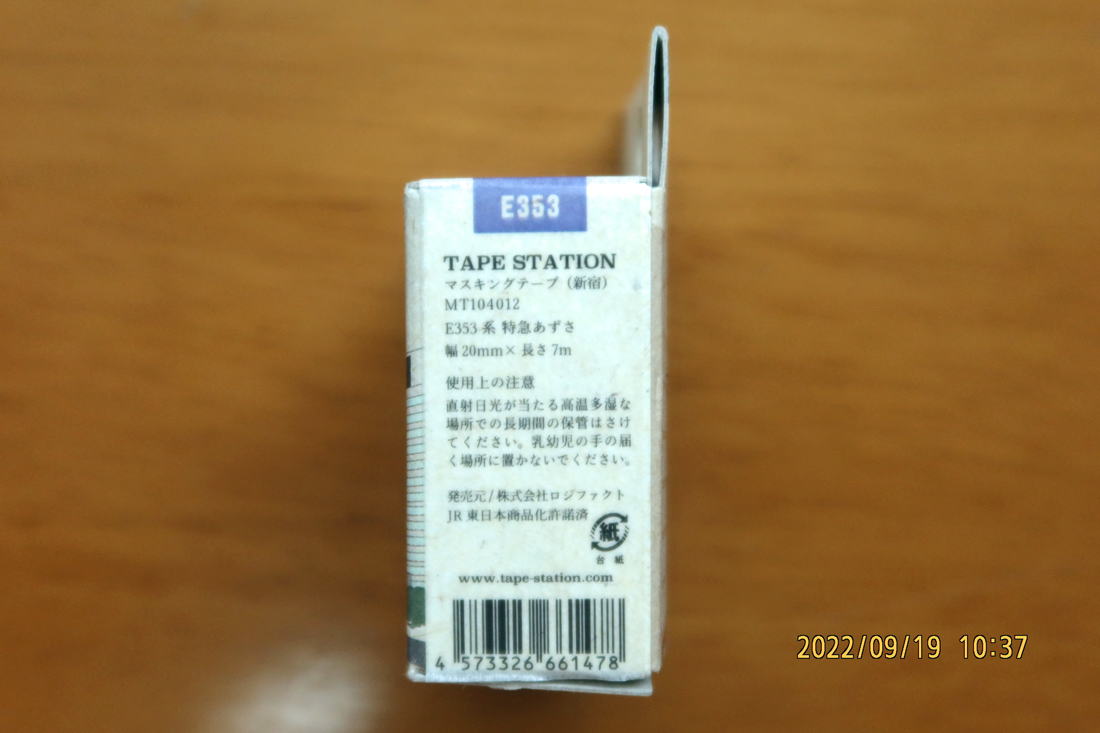 E353
TAPE STATION
マスキングテープ（新宿）
MT104012
E353 系 特急あずさ
幅 20mm× 長さ 7m
使用上の注意
直射日光が当たる高温多湿な
場所での長期間の保管はさけ
てください。乳幼児の手の届
く場所に置かないでください。
発売元/株式会社ロジファクト
JR 東日本商品化許諾済
紙
台 紙
www.tape-station.com
4 573326 661478
2022/09/19 10:37